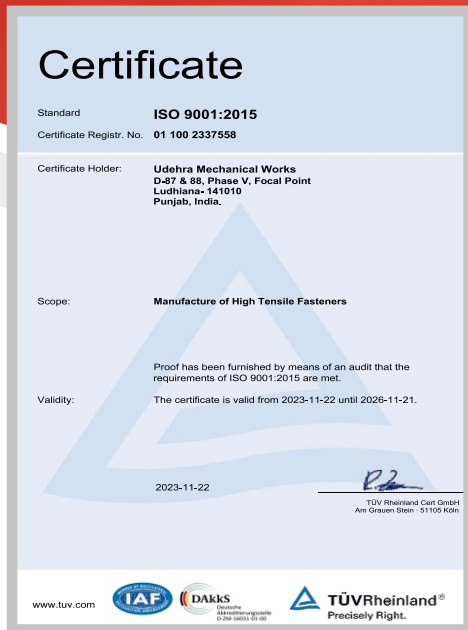 Certificate
Standard ISO 9001:2015
Certificate Registr. No. 01 100 2337558
Certificate Holder: Udehra Mechanical Works
D-87 & 88, Phase V, Focal Point
Ludhiana- 141010
Punjab, India.
Scope: Manufacture of High Tensile Fasteners
Proof has been furnished by means of an audit that the
requirements of ISO 9001:2015 are met.
Validity: The certificate is valid from 2023-11-22 until 2026-11-21.
2023-11-22
TÜV Rheinland Cert GmbH
Am Grauen Stein · 51105 Köln
www.tuv.com
IAF
DAkkS
Deutsche
Akkreditierungsstelle
D-ZM-16031-01-00
TÜVRheinland®
Precisely Right.